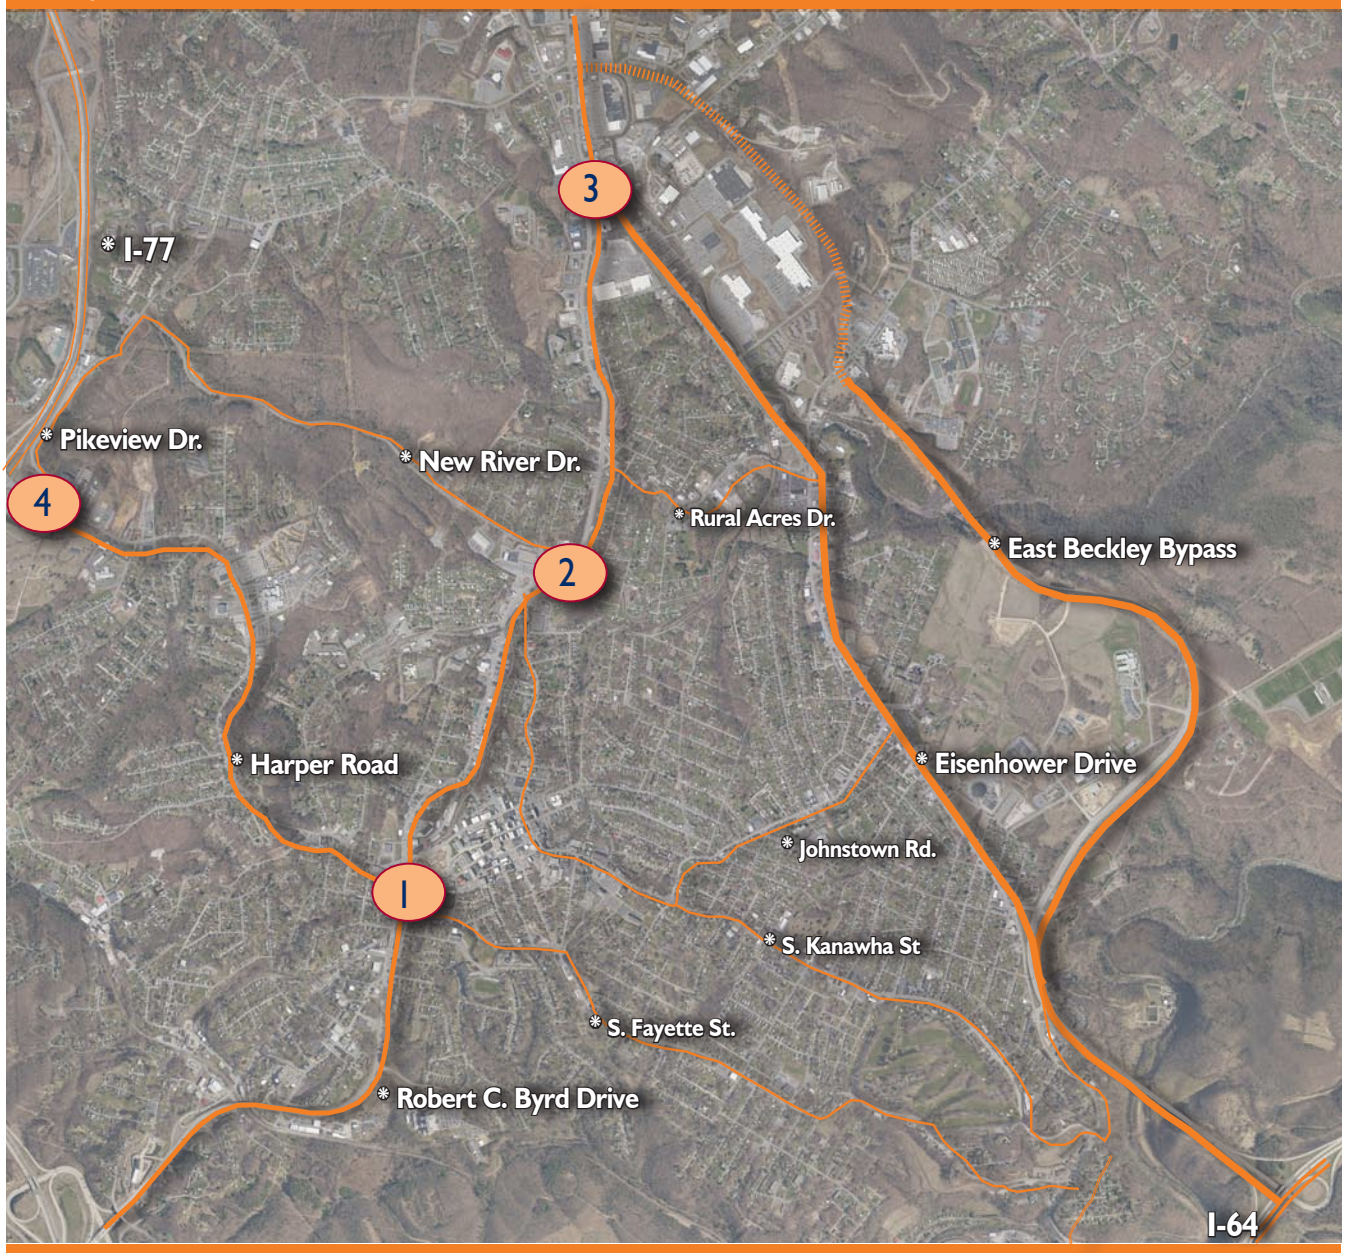 3
I-77
Pikeview Dr.
New River Dr.
4
Rural Acres Dr.
East Beckley Bypass
2
Harper Road
Eisenhower Drive
Johnstown Rd.
1
S. Kanawha St
S. Fayette St.
Robert C. Byrd Drive
I-64